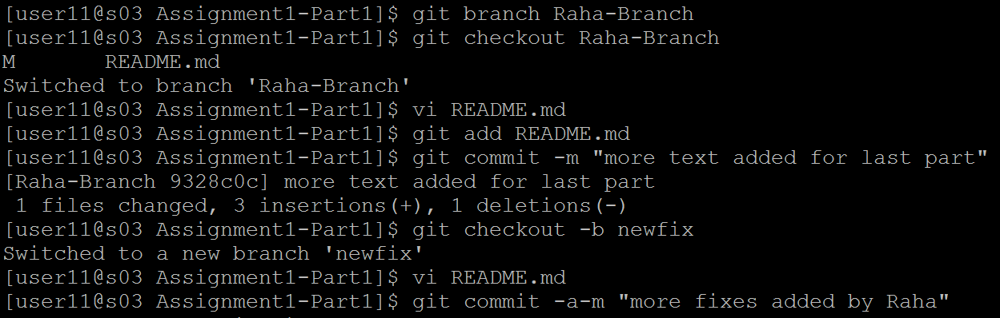 [user11@s03 Assignment1-Part1]$ git branch Raha-Branch
[user11@s03 Assignment1-Part1]$ git checkout Raha-Branch
M       README.md
Switched to branch 'Raha-Branch'
[user11@s03 Assignment1-Part1]$ vi README.md
[user11@s03 Assignment1-Part1]$ git add README.md
[user11@s03 Assignment1-Part1]$ git commit -m "more text added for last part"
[Raha-Branch 9328c0c] more text added for last part
 1 files changed, 3 insertions(+), 1 deletions(-)
[user11@s03 Assignment1-Part1]$ git checkout -b newfix
Switched to a new branch 'newfix'
[user11@s03 Assignment1-Part1]$ vi README.md
[user11@s03 Assignment1-Part1]$ git commit -a-m "more fixes added by Raha"